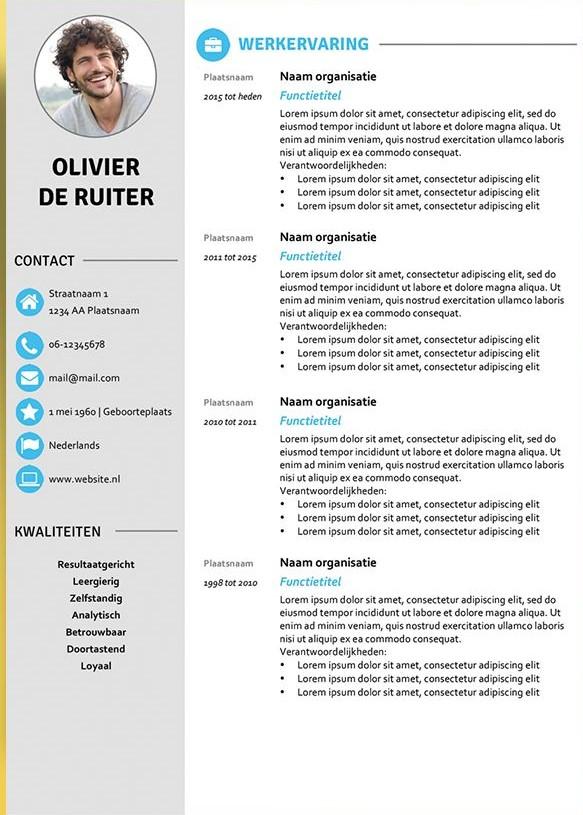 OLIVIER
DE RUITER
CONTACT
Straatnaam 1
1234 AA Plaatsnaam
06-12345678
mail@mail.com
1 mei 1960 | Geboorteplaats
Nederlands
www.website.nl
KWALITEITEN
Resultaatgericht
Leergierig
Zelfstandig
Analytisch
Betrouwbaar
Doortastend
Loyaal
WERKERVARING
Plaatsnaam Naam organisatie
2015 tot heden Functietitel
Lorem ipsum dolor sit amet, consectetur adipiscing elit, sed do
eiusmod tempor incididunt ut labore et dolore magna aliqua. Ut
enim ad minim veniam, quis nostrud exercitation ullamco laboris
nisi ut aliquip ex ea commodo consequat.
Verantwoordelijkheden:
• Lorem ipsum dolor sit amet, consectetur adipiscing elit
• Lorem ipsum dolor sit amet, consectetur adipiscing elit
• Lorem ipsum dolor sit amet, consectetur adipiscing elit
Plaatsnaam Naam organisatie
2011 tot 2015 Functietitel
Lorem ipsum dolor sit amet, consectetur adipiscing elit, sed do
eiusmod tempor incididunt ut labore et dolore magna aliqua. Ut
enim ad minim veniam, quis nostrud exercitation ullamco laboris
nisi ut aliquip ex ea commodo consequat.
Verantwoordelijkheden:
• Lorem ipsum dolor sit amet, consectetur adipiscing elit
• Lorem ipsum dolor sit amet, consectetur adipiscing elit
• Lorem ipsum dolor sit amet, consectetur adipiscing elit
Plaatsnaam Naam organisatie
2010 tot 2011 Functietitel
Lorem ipsum dolor sit amet, consectetur adipiscing elit, sed do
eiusmod tempor incididunt ut labore et dolore magna aliqua. Ut
enim ad minim veniam, quis nostrud exercitation ullamco laboris
nisi ut aliquip ex ea commodo consequat.
Verantwoordelijkheden:
• Lorem ipsum dolor sit amet, consectetur adipiscing elit
• Lorem ipsum dolor sit amet, consectetur adipiscing elit
• Lorem ipsum dolor sit amet, consectetur adipiscing elit
Plaatsnaam Naam organisatie
1998 tot 2010 Functietitel
Lorem ipsum dolor sit amet, consectetur adipiscing elit, sed do
eiusmod tempor incididunt ut labore et dolore magna aliqua. Ut
enim ad minim veniam, quis nostrud exercitation ullamco laboris
nisi ut aliquip ex ea commodo consequat.
Verantwoordelijkheden:
• Lorem ipsum dolor sit amet, consectetur adipiscing elit
• Lorem ipsum dolor sit amet, consectetur adipiscing elit
• Lorem ipsum dolor sit amet, consectetur adipiscing elit